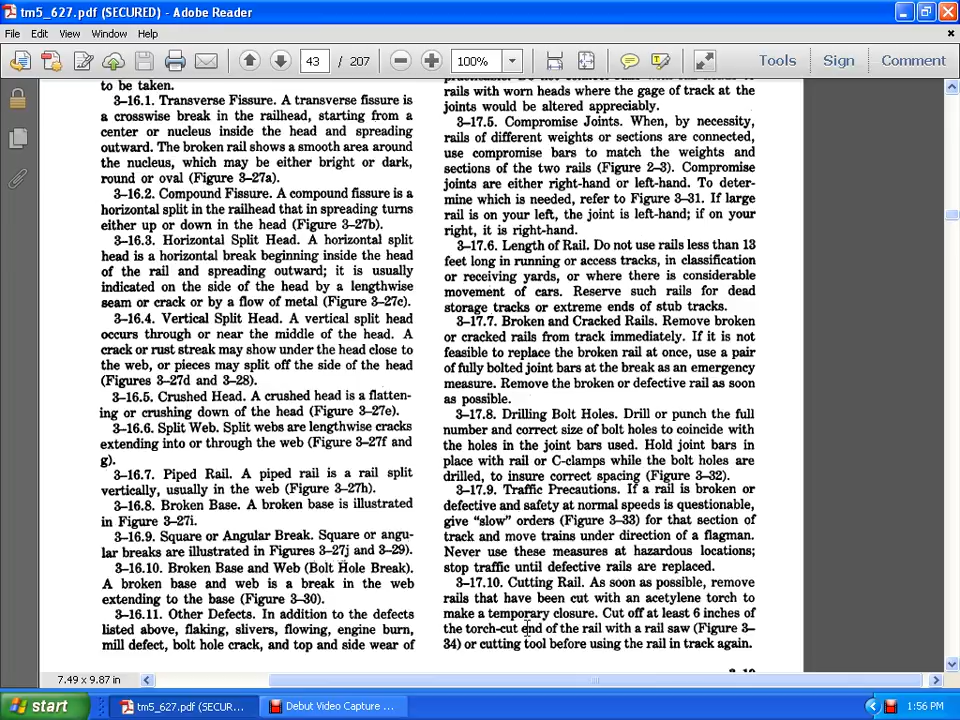 tm5_627.pdf (SECURED) - Adobe Reader
File Edit View Window Help
43 / 207 100% Tools Sign Comment
to be taken.
3–16.1. Transverse Fissure. A transverse fissure is
a crosswise break in the railhead, starting from a
center or nucleus inside the head and spreading
outward. The broken rail shows a smooth area around
the nucleus, which may be either bright or dark,
round or oval (Figure 3–27a).
3–16.2. Compound Fissure. A compound fissure is a
horizontal split in the railhead that in spreading turns
either up or down in the head (Figure 3–27b).
3–16.3. Horizontal Split Head. A horizontal split
head is a horizontal break beginning inside the head
of the rail and spreading outward; it is usually
indicated on the side of the head by a lengthwise
seam or crack or by a flow of metal (Figure 3–27c).
3–16.4. Vertical Split Head. A vertical split head
occurs through or near the middle of the head. A
crack or rust streak may show under the head close to
the web, or pieces may split off the side of the head
(Figures 3–27d and 3–28).
3–16.5. Crushed Head. A crushed head is a flatten-
ing or crushing down of the head (Figure 3–27e).
3–16.6. Split Web. Split webs are lengthwise cracks
extending into or through the web (Figure 3–27f and
g).
3–16.7. Piped Rail. A piped rail is a rail split
vertically, usually in the web (Figure 3–27h).
3–16.8. Broken Base. A broken base is illustrated
in Figure 3–27i.
3–16.9. Square or Angular Break. Square or angu-
lar breaks are illustrated in Figures 3–27j and 3–29).
3–16.10. Broken Base and Web (Bolt Hole Break).
A broken base and web is a break in the web
extending to the base (Figure 3–30).
3–16.11. Other Defects. In addition to the defects
listed above, flaking, slivers, flowing, engine burn,
mill defect, bolt hole crack, and top and side wear of
rails with worn heads where the gage of track at the
joints would be altered appreciably.
3–17.5. Compromise Joints. When, by necessity,
rails of different weights or sections are connected,
use compromise bars to match the weights and
sections of the two rails (Figure 2–3). Compromise
joints are either right-hand or left-hand. To deter-
mine which is needed, refer to Figure 3–31. If large
rail is on your left, the joint is left-hand; if on your
right, it is right-hand.
3–17.6. Length of Rail. Do not use rails less than 13
feet long in running or access tracks, in classification
or receiving yards, or where there is considerable
movement of cars. Reserve such rails for dead
storage tracks or extreme ends of stub tracks.
3–17.7. Broken and Cracked Rails. Remove broken
or cracked rails from track immediately. If it is not
feasible to replace the broken rail at once, use a pair
of fully bolted joint bars at the break as an emergency
measure. Remove the broken or defective rail as soon
as possible.
3–17.8. Drilling Bolt Holes. Drill or punch the full
number and correct size of bolt holes to coincide with
the holes in the joint bars used. Hold joint bars in
place with rail or C-clamps while the bolt holes are
drilled, to insure correct spacing (Figure 3–32).
3–17.9. Traffic Precautions. If a rail is broken or
defective and safety at normal speeds is questionable,
give “slow” orders (Figure 3–33) for that section of
track and move trains under direction of a flagman.
Never use these measures at hazardous locations;
stop traffic until defective rails are replaced.
3–17.10. Cutting Rail. As soon as possible, remove
rails that have been cut with an acetylene torch to
make a temporary closure. Cut off at least 6 inches of
the torch-cut end of the rail with a rail saw (Figure 3–
34) or cutting tool before using the rail in track again.
7.49 x 9.87 in
start tm5_627.pdf (SECUR... Debut Video Capture ... 1:56 PM